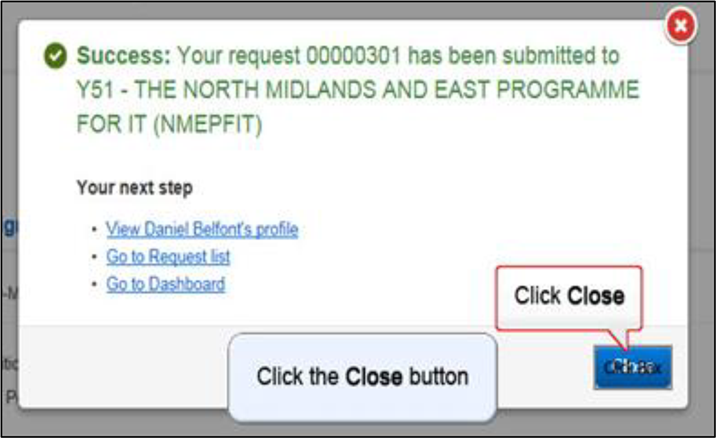 Success: Your request 00000301 has been submitted to
Y51 - THE NORTH MIDLANDS AND EAST PROGRAMME
FOR IT (NMEPFIT)
Your next step
View Daniel Belfont's profile
Go to Request list
Go to Dashboard
Click Close
Click the Close button